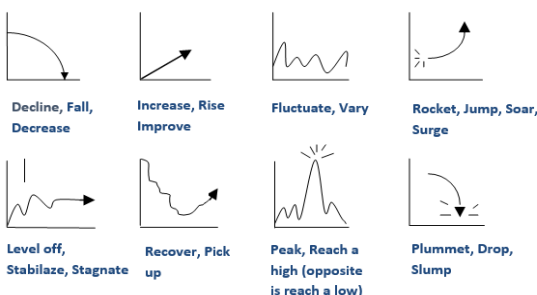 Decline, Fall,
Decrease
Increase, Rise
Improve
Fluctuate, Vary
Rocket, Jump, Soar,
Surge
Level off,
Stabilaze, Stagnate
Recover, Pick
up
Peak, Reach a
high (opposite
is reach a low)
Plummet, Drop,
Slump